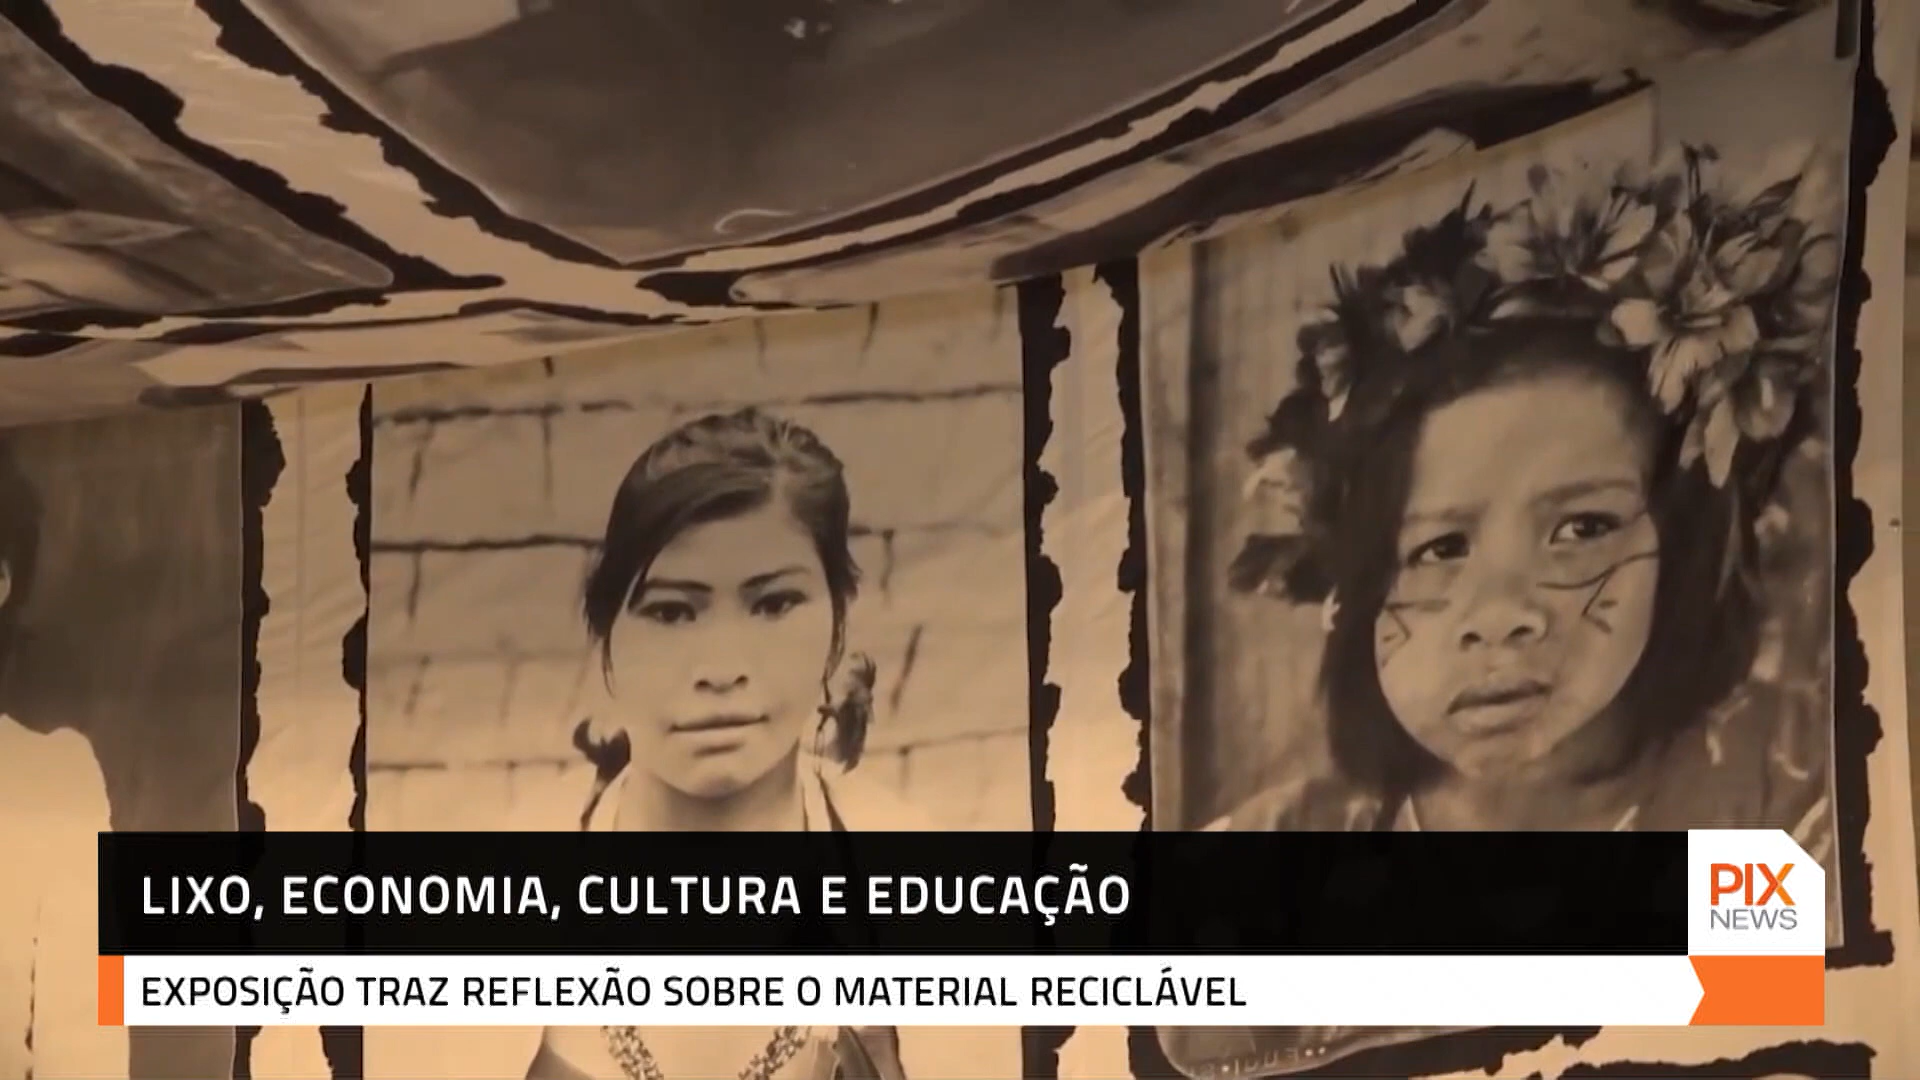 LIXO, ECONOMIA, CULTURA E EDUCAÇÃO
PIX
NEWS
EXPOSIÇÃO TRAZ REFLEXÃO SOBRE O MATERIAL RECICLÁVEL